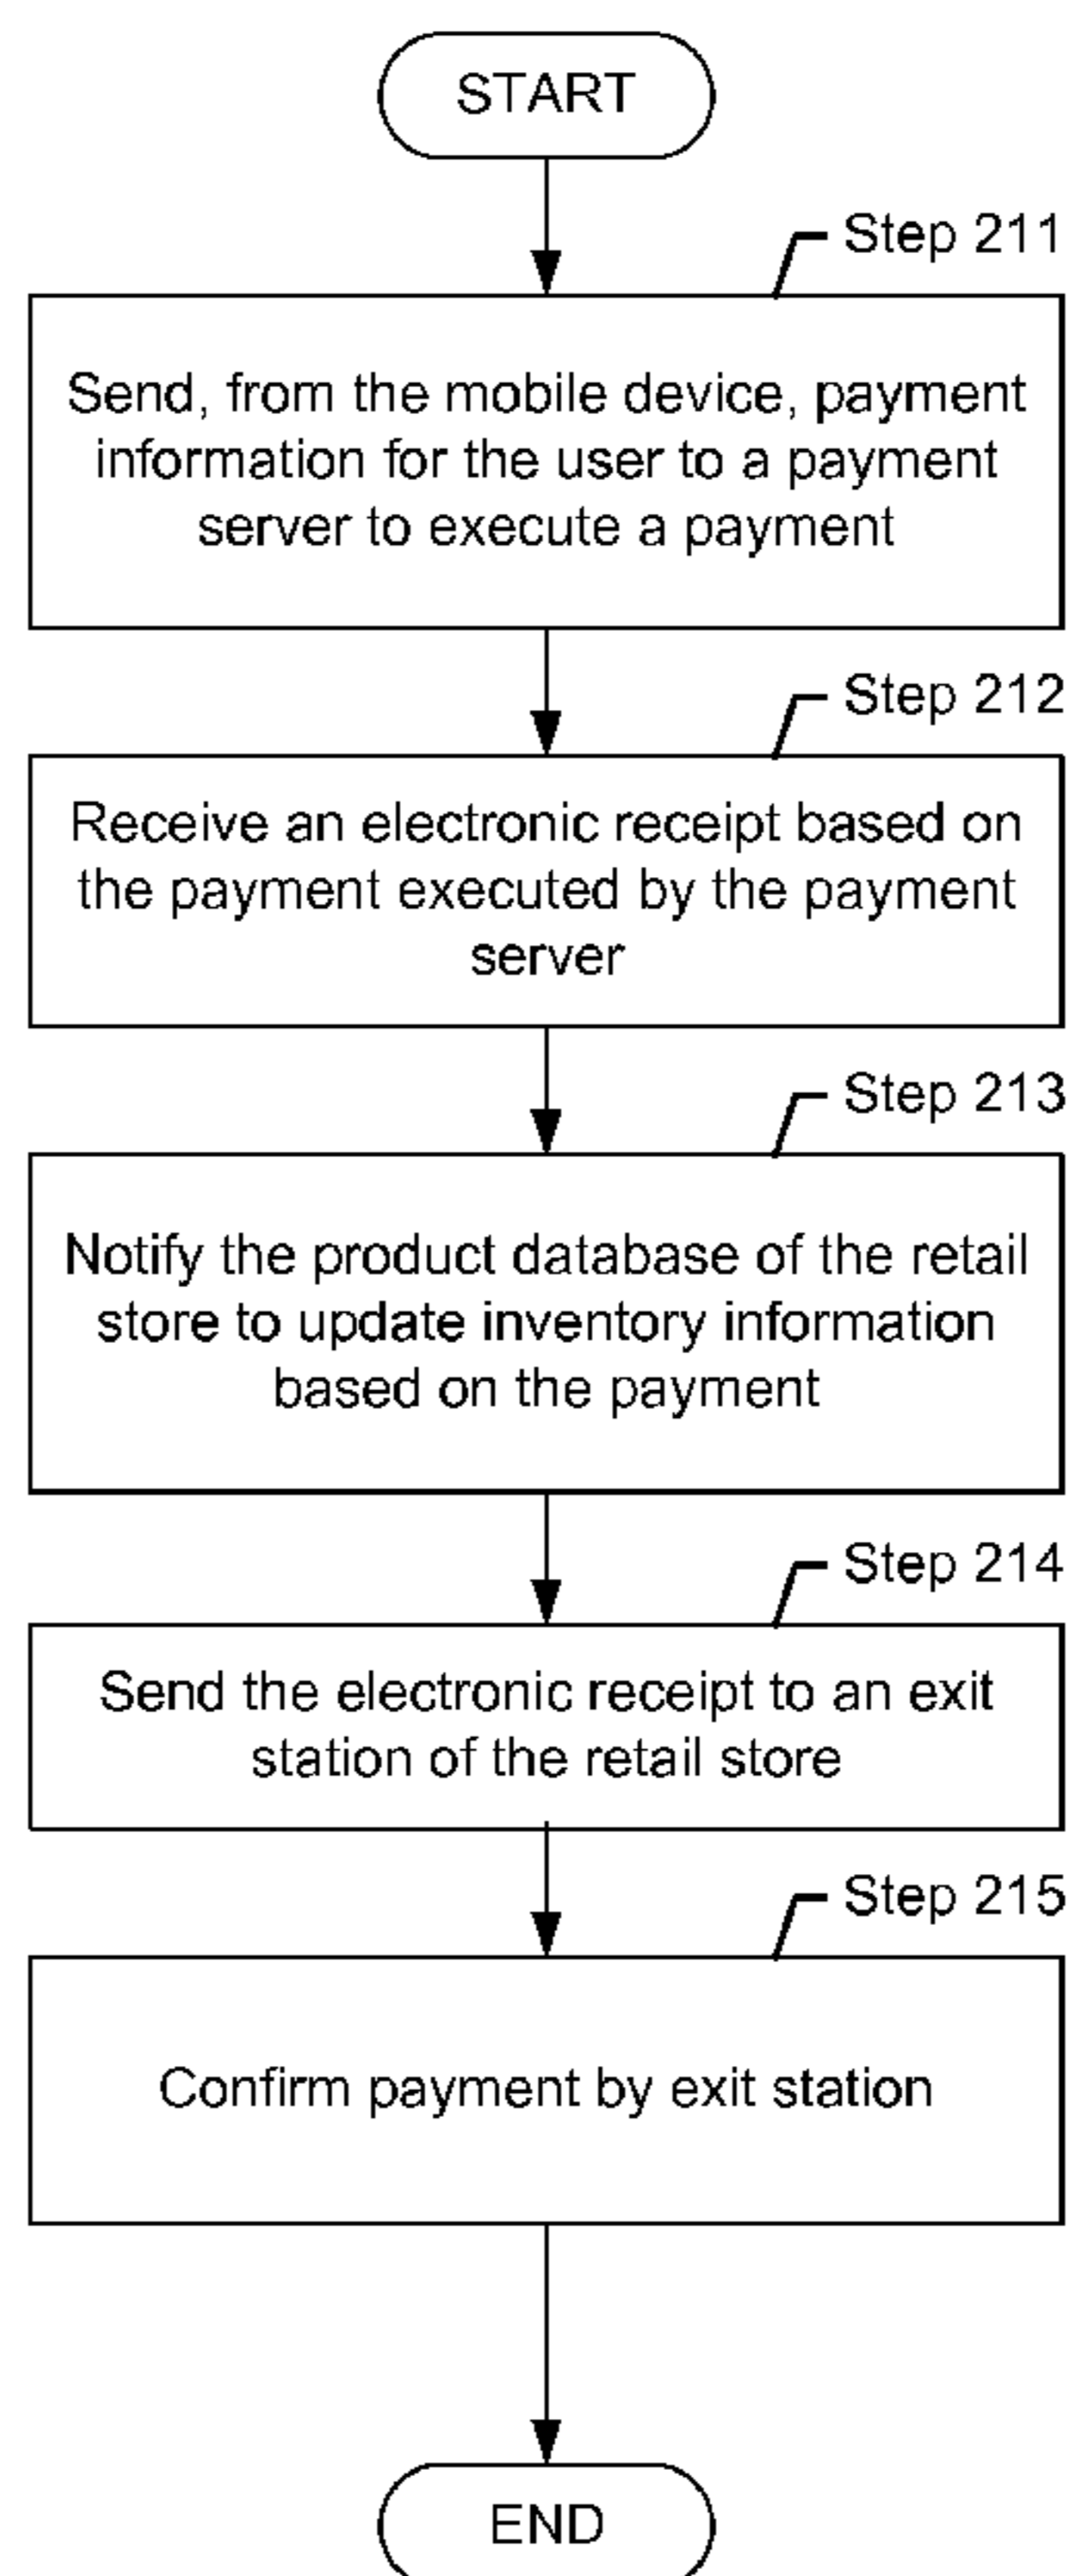 START
Step 211
Send, from the mobile device, payment
information for the user to a payment
server to execute a payment
Step 212
Receive an electronic receipt based on
the payment executed by the payment
server
Step 213
Notify the product database of the retail
store to update inventory information
based on the payment
Step 214
Send the electronic receipt to an exit
station of the retail store
Step 215
Confirm payment by exit station
END